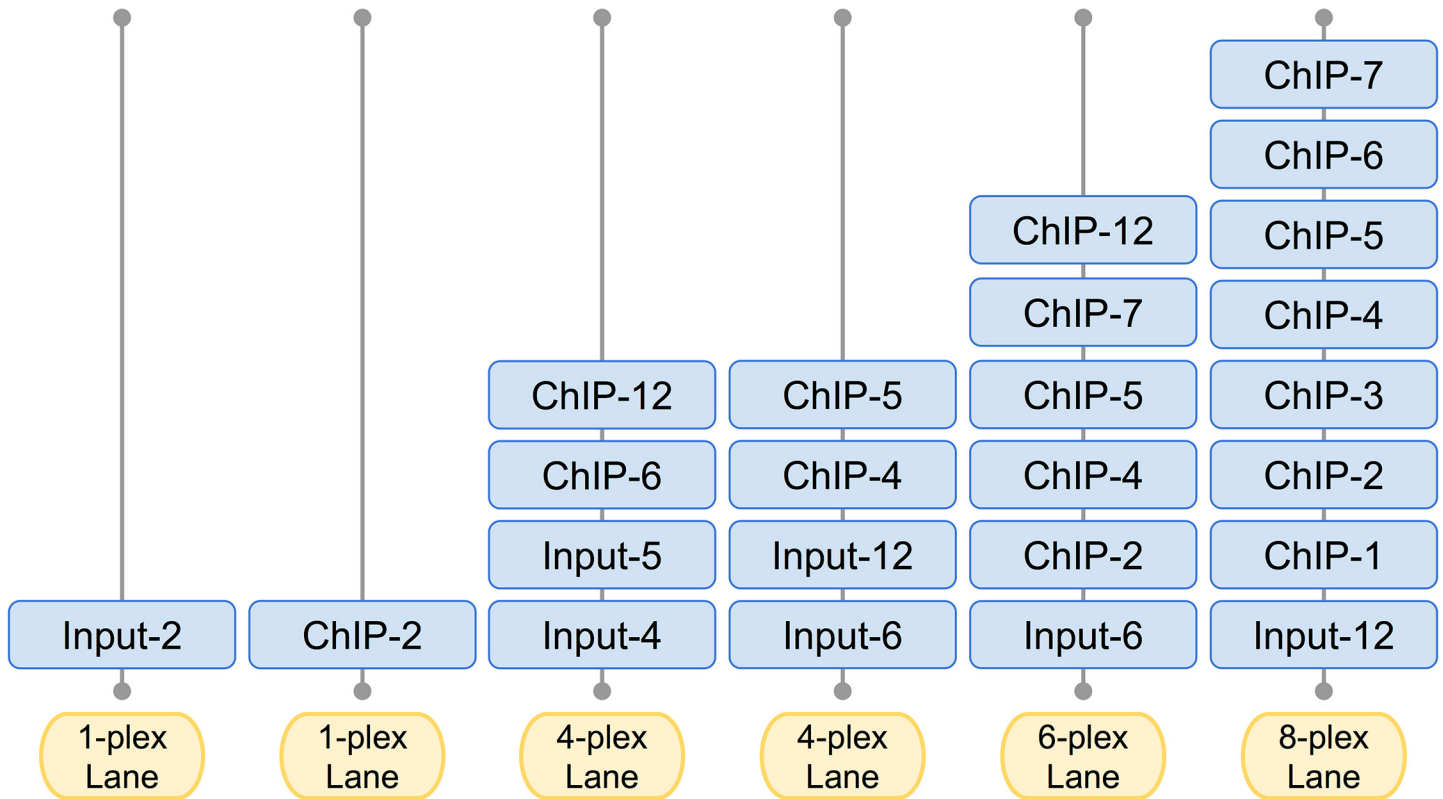 ChIP-7
ChIP-6
ChIP-12
ChIP-5
ChIP-7
ChIP-4
ChIP-12
ChIP-5
ChIP-5
ChIP-3
ChIP-6
ChIP-4
ChIP-4
ChIP-2
Input-5
Input-12
ChIP-2
ChIP-1
Input-2
ChIP-2
Input-4
Input-6
Input-6
Input-12
1-plex
Lane
1-plex
Lane
4-plex
Lane
4-plex
Lane
6-plex
Lane
8-plex
Lane